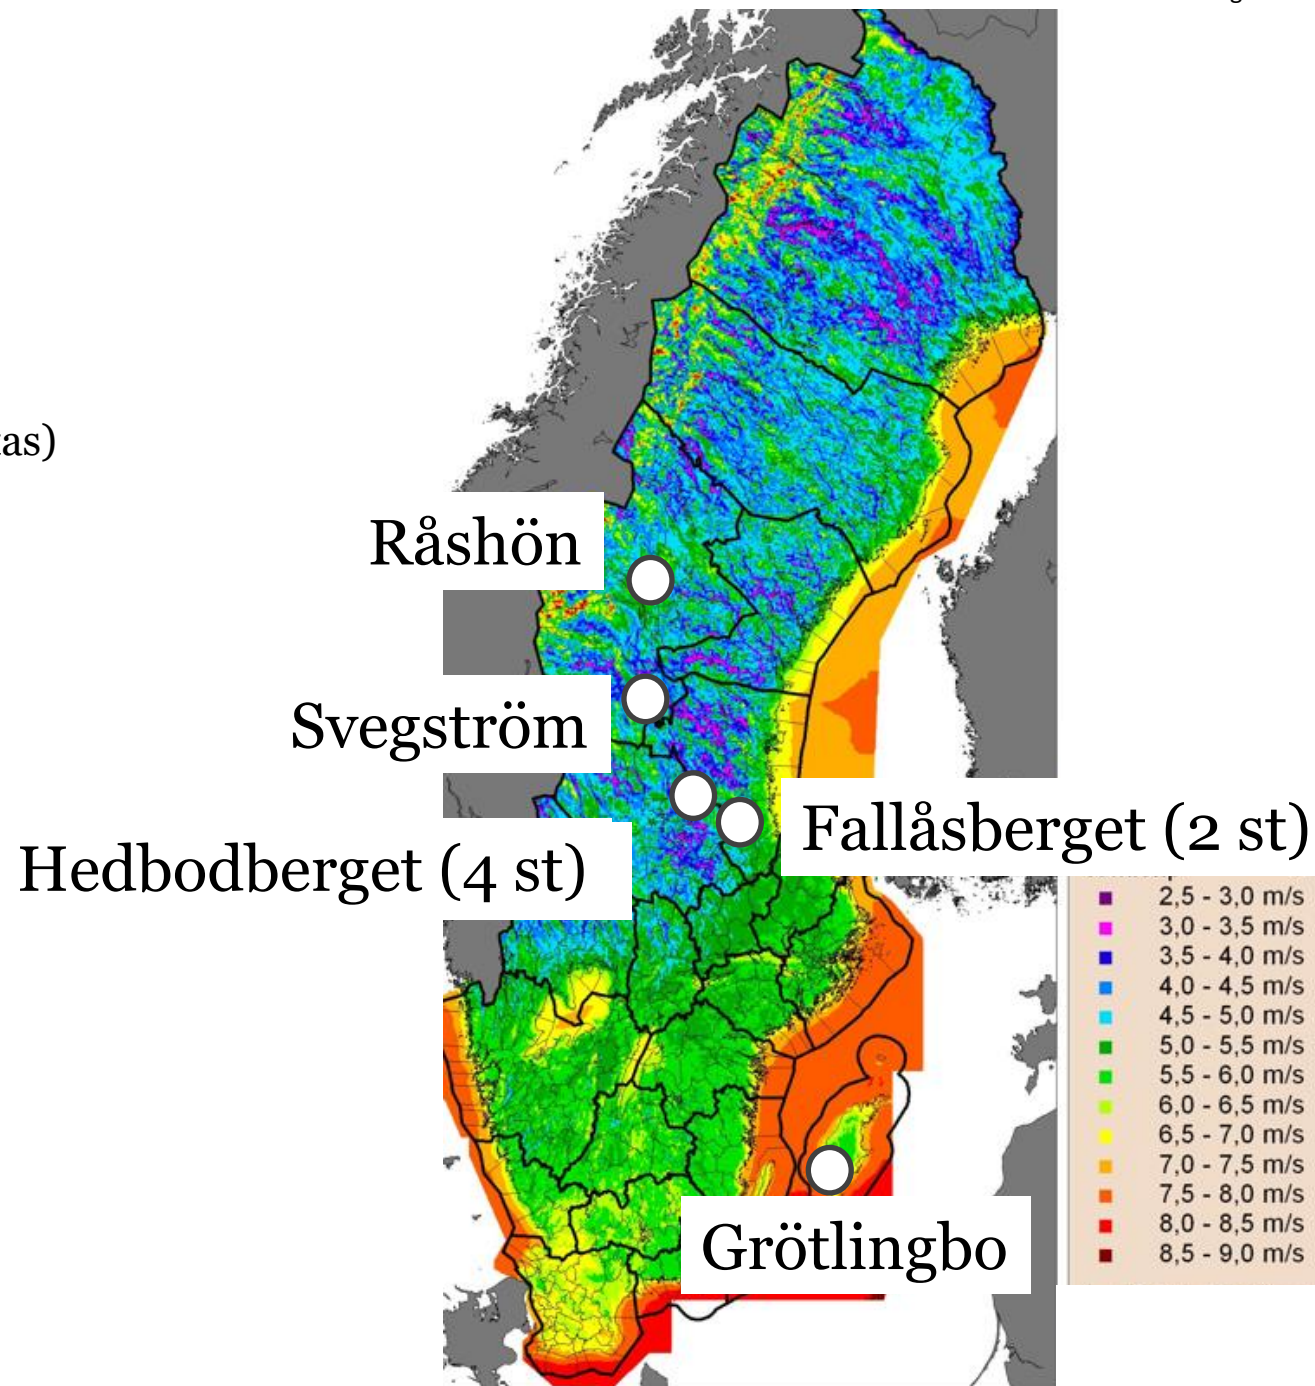 tas)
Råshön
Svegström
Fallåsberget (2 st)
Hedbodberget (4 st)
2,5 - 3,0 m/s
3,0 - 3,5 m/s
3,5 - 4,0 m/s
4,0 - 4,5 m/s
4,5 - 5,0 m/s
5,0 - 5,5 m/s
5,5 - 6,0 m/s
6,0 - 6,5 m/s
6,5 - 7,0 m/s
7,0 - 7,5 m/s
7,5 - 8,0 m/s
8,0 - 8,5 m/s
8,5 - 9,0 m/s
Grötlingbo